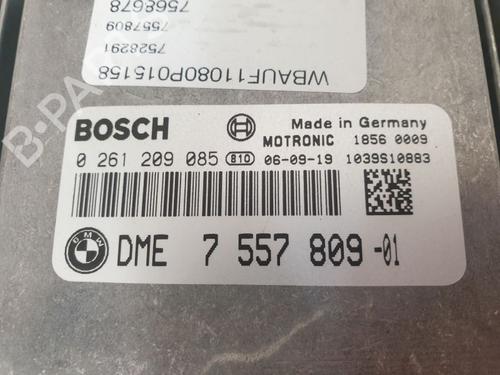 7568678
7557809
7528291
WBAUF11080P015158
B-PA
BOSCH
Made in Germany
MOTRONIC 1856 0009
0 261 209 085 810 06-09-19 1039S10883
BMW
DME 7 557 809-01